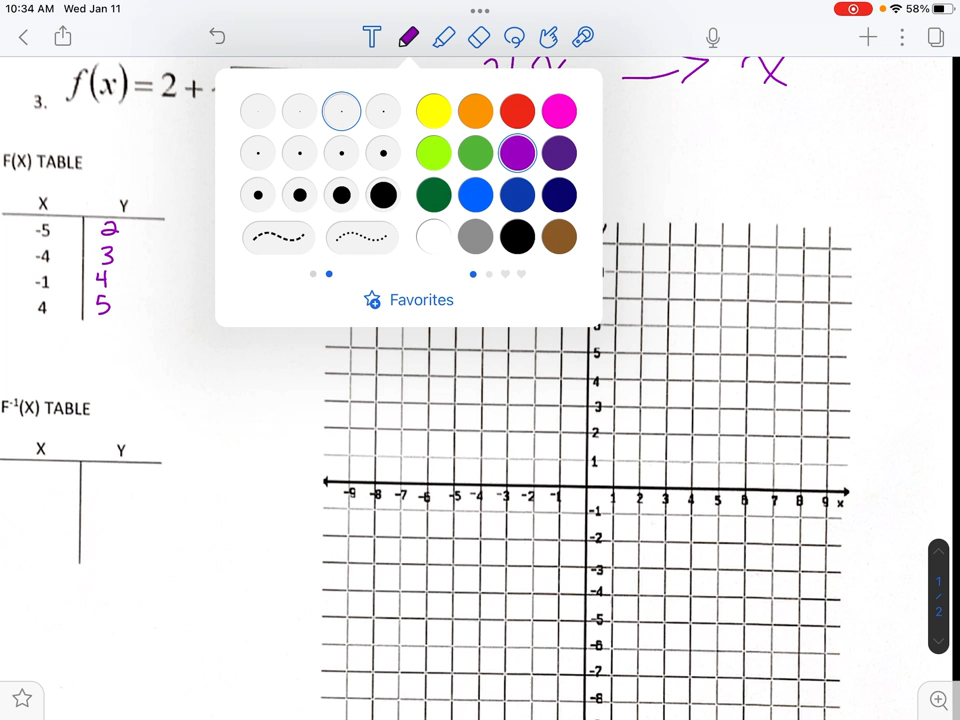 10:34 AM Wed Jan 11
58%
T
3. f(x) = 2 +
F(X) TABLE
X Y
-5 2
-4 3
-1 4
4 5
Favorites
F⁻¹(X) TABLE
X Y
5
4
3
2
1
-9 -8 -7 -6 -5 -4 -3 -2 -1 1 2 3 4 5 6 7 8 9 x
-1
-2
-3
-4
-5
-6
-7
-8
1 / 2